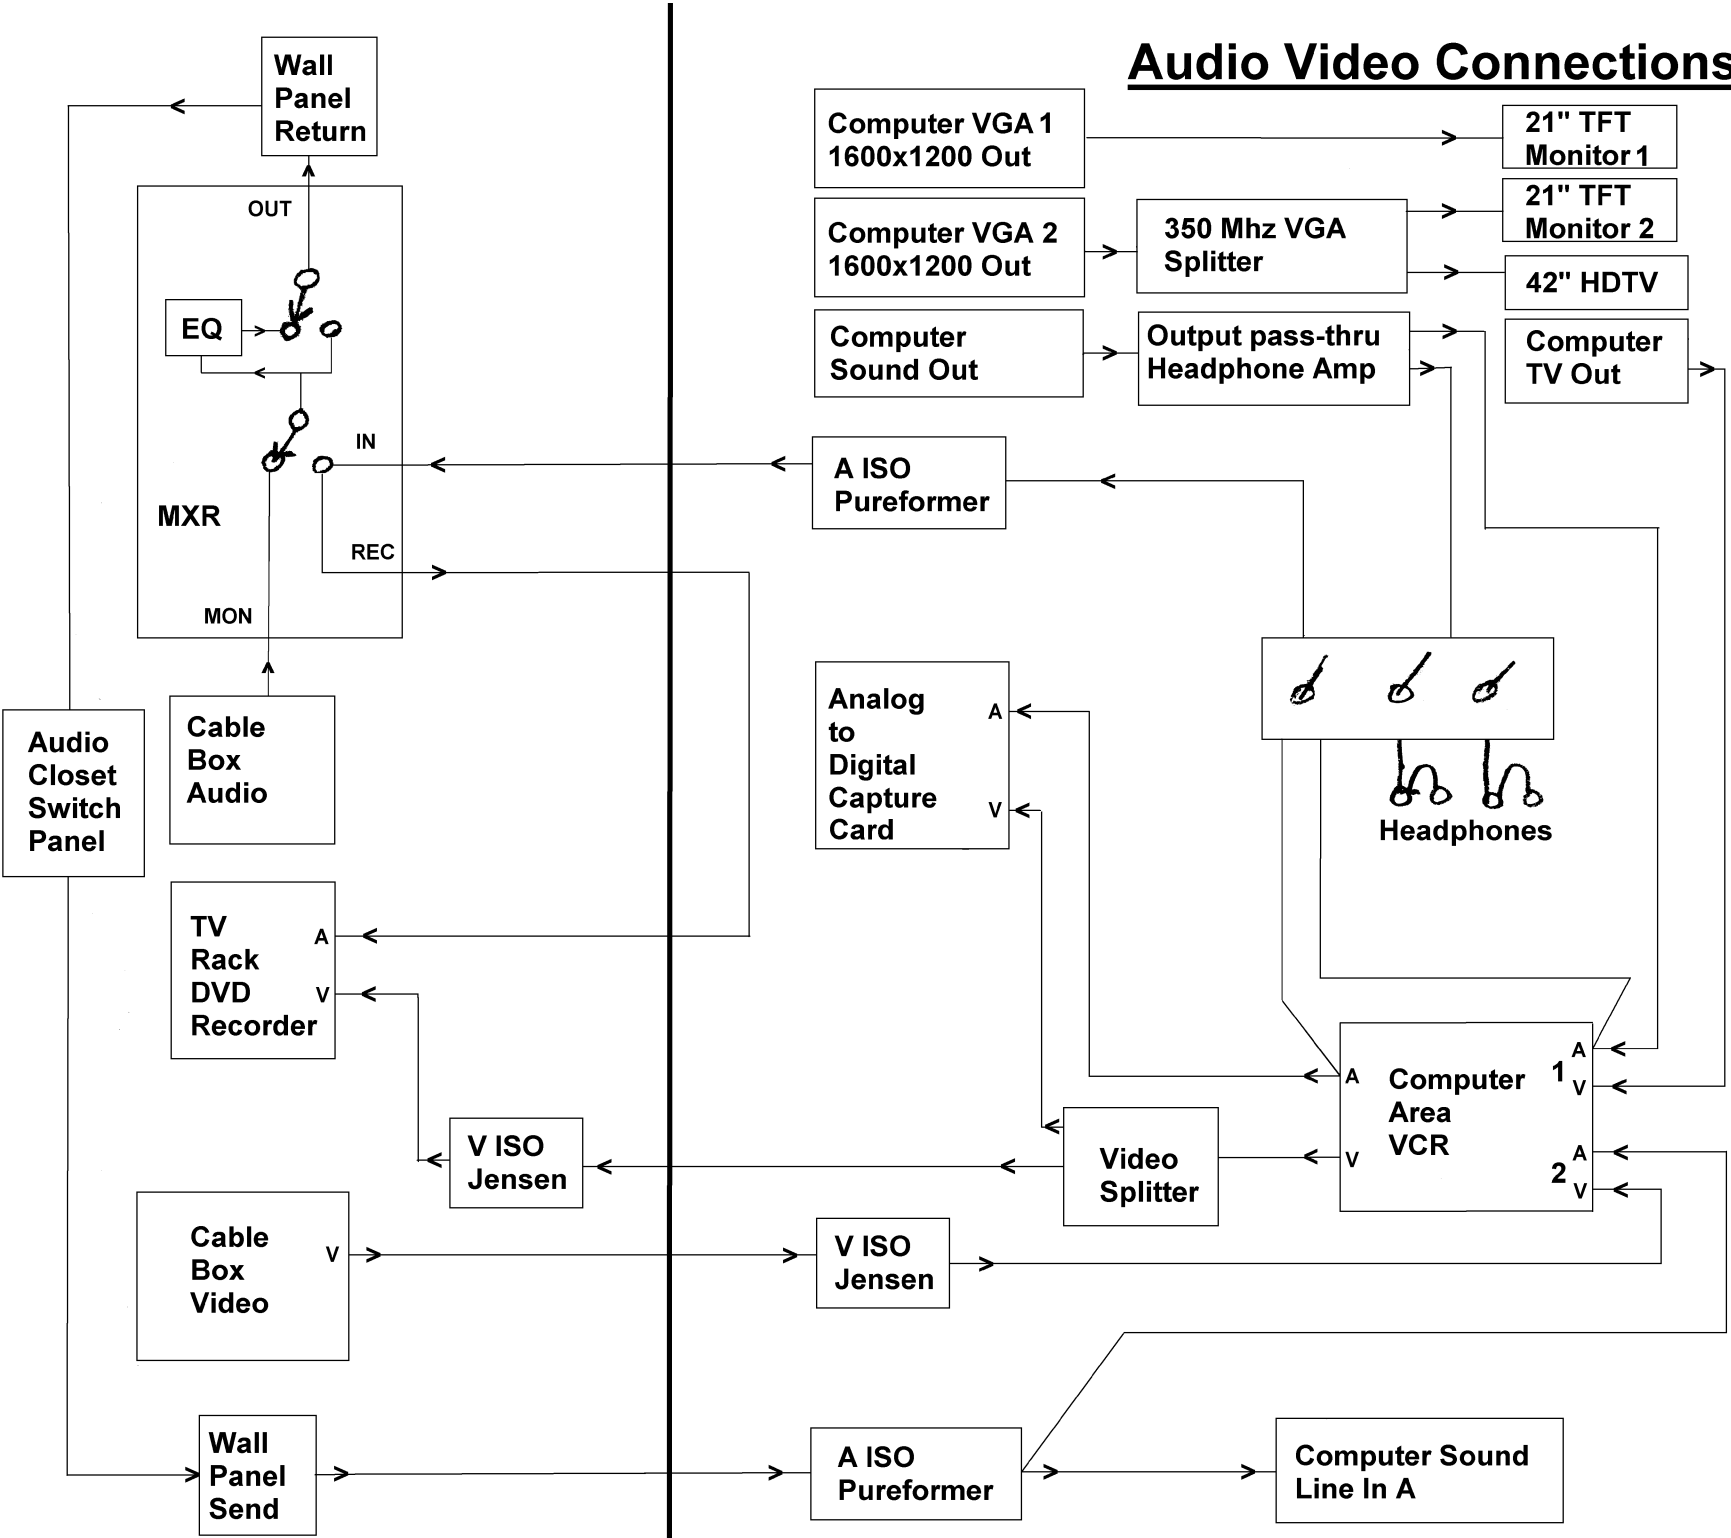 Audio Video Connections
Wall
Panel
Return
OUT
EQ
IN
MXR
REC
MON
Cable
Box
Audio
Audio
Closet
Switch
Panel
TV
Rack
DVD
Recorder
A
V
V ISO
Jensen
Cable
Box
Video
V
Wall
Panel
Send
Computer VGA 1
1600x1200 Out
21" TFT
Monitor 1
Computer VGA 2
1600x1200 Out
350 Mhz VGA
Splitter
21" TFT
Monitor 2
42" HDTV
Computer
Sound Out
Output pass-thru
Headphone Amp
Computer
TV Out
A ISO
Pureformer
Analog
to
Digital
Capture
Card
A
V
Headphones
Computer
Area
VCR
A
V
1
A
V
2
A
V
Video
Splitter
V ISO
Jensen
A ISO
Pureformer
Computer Sound
Line In A